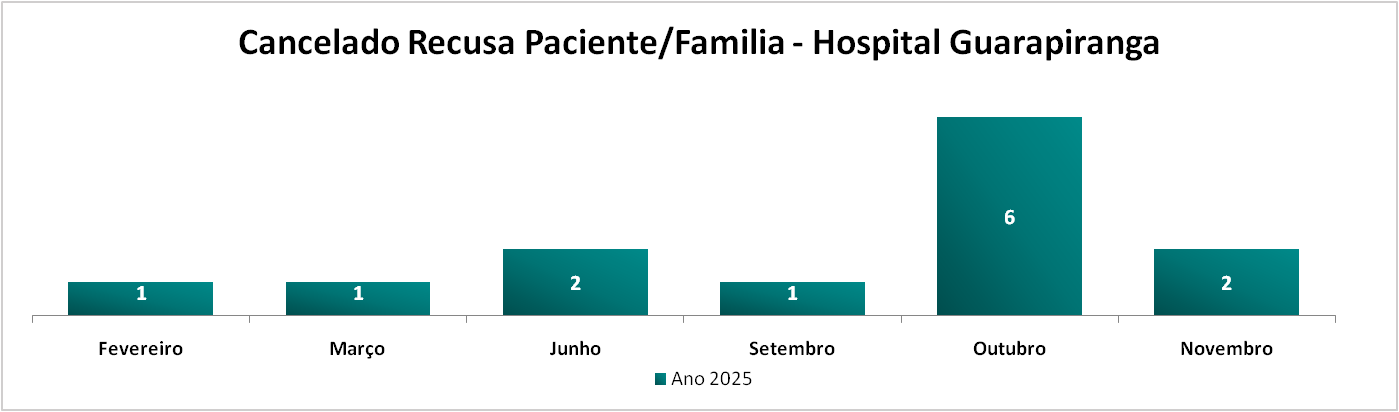 Cancelado Recusa Paciente/Familia - Hospital Guarapiranga
1 1 2 1 6 2
Fevereiro Março Junho Setembro Outubro Novembro
Ano 2025